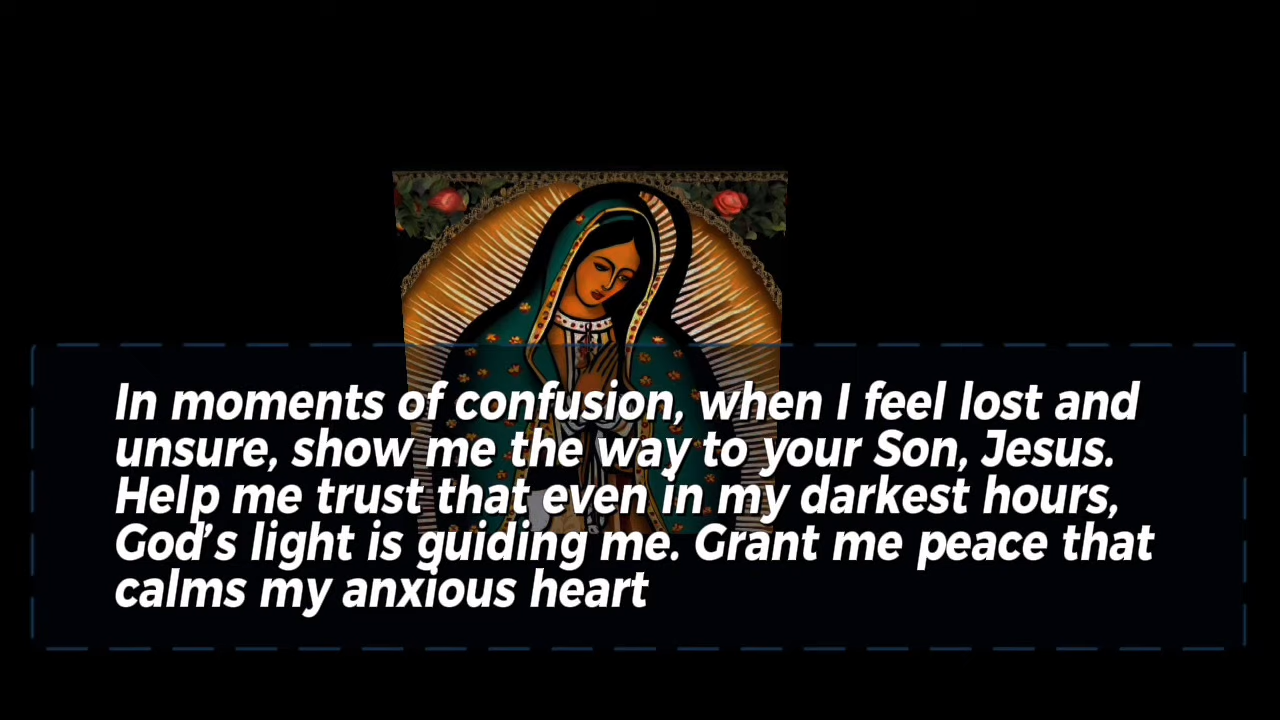 In moments of confusion, when I feel lost and
unsure, show me the way to your Son, Jesus.
Help me trust that even in my darkest hours,
God’s light is guiding me. Grant me peace that
calms my anxious heart